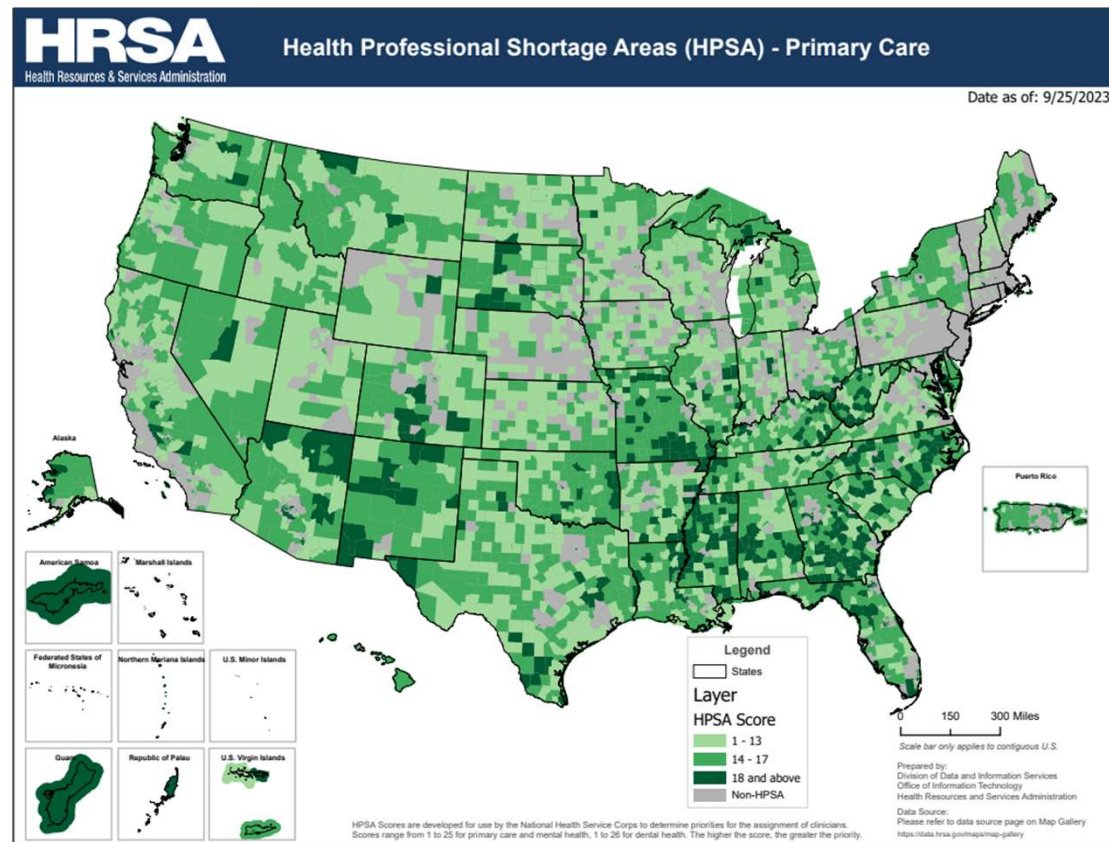 HRSA
Health Resources & Services Administration
Health Professional Shortage Areas (HPSA) - Primary Care
Date as of: 9/25/2023
Alaska
American Samoa
Marshall Islands
Federated States of
Micronesia
Northern Mariana Islands
U.S. Minor Islands
Guam
Republic of Palau
U.S. Virgin Islands
Puerto Rico
Legend
States
Layer
HPSA Score
1 - 13
14 - 17
18 and above
Non-HPSA
0 150 300 Miles
Scale bar only applies to contiguous U.S.
Prepared by:
Division of Data and Information Services
Office of Information Technology
Health Resources and Services Administration
Data Source:
Please refer to data source page on Map Gallery
https://data.hrsa.gov/maps/map-gallery
HPSA Scores are developed for use by the National Health Service Corps to determine priorities for the assignment of clinicians.
Scores range from 1 to 25 for primary care and mental health, 1 to 26 for dental health. The higher the score, the greater the priority.